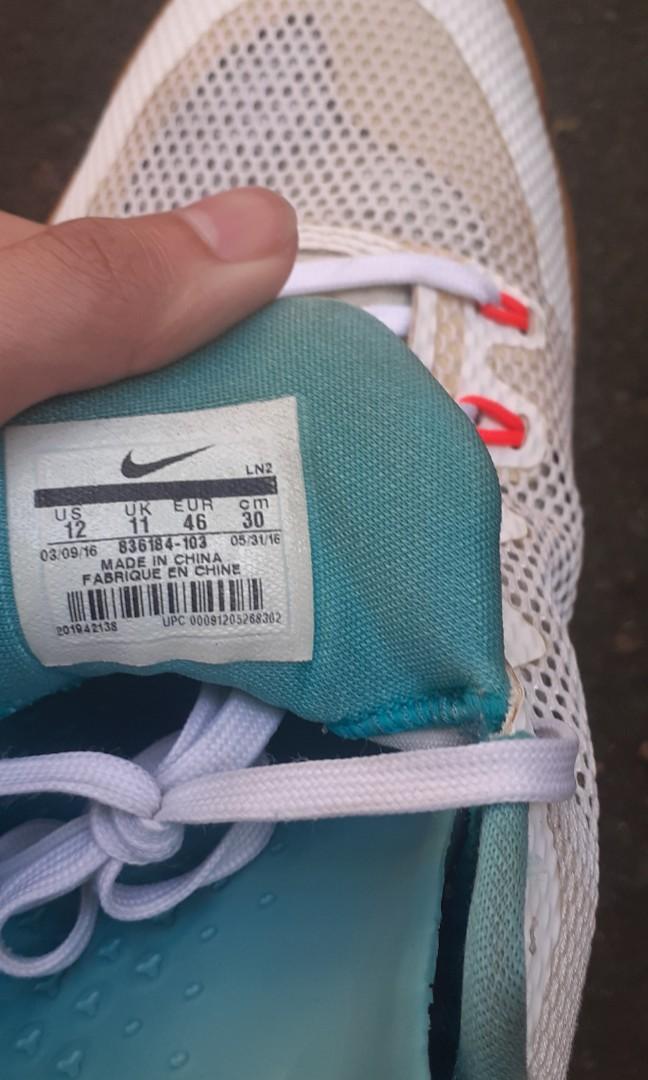 LN2
US UK EUR cm
12 11 46 30
03/09/16 836184-103 05/31/16
MADE IN CHINA
FABRIQUE EN CHINE
201942138 UPC 00091205268302